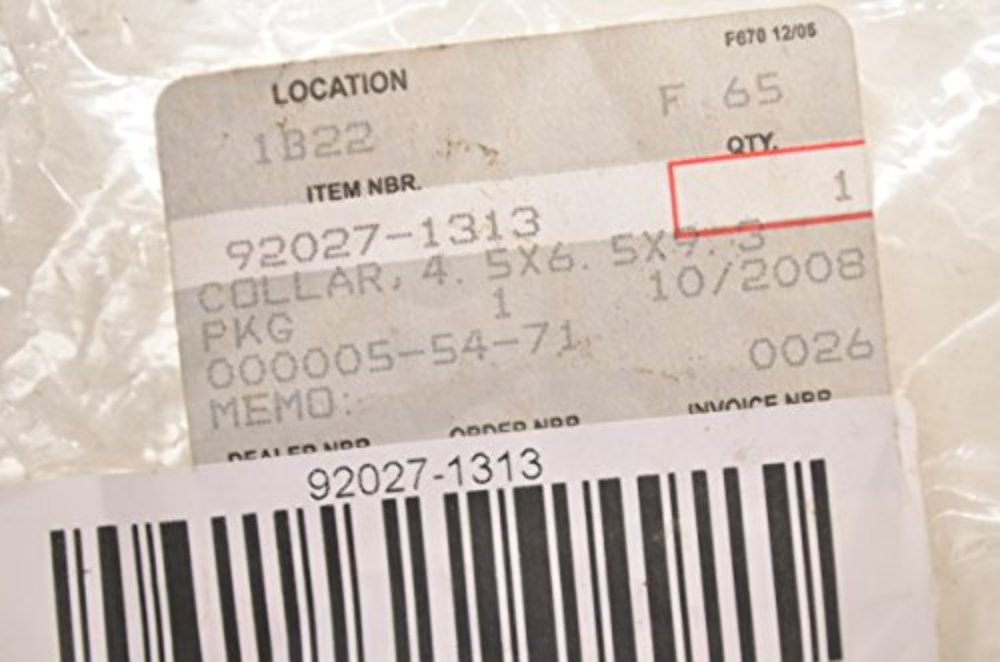 F670 12/05
LOCATION
1B22 F 65
QTY.
ITEM NBR.
1
92027-1313
COLLAR, 4. 5X6. 5X9. 3
1 10/2008
PKG
000005-54-71 0026
MEMO:
DEALER NBR ORDER NBR INVOICE NBR
92027-1313